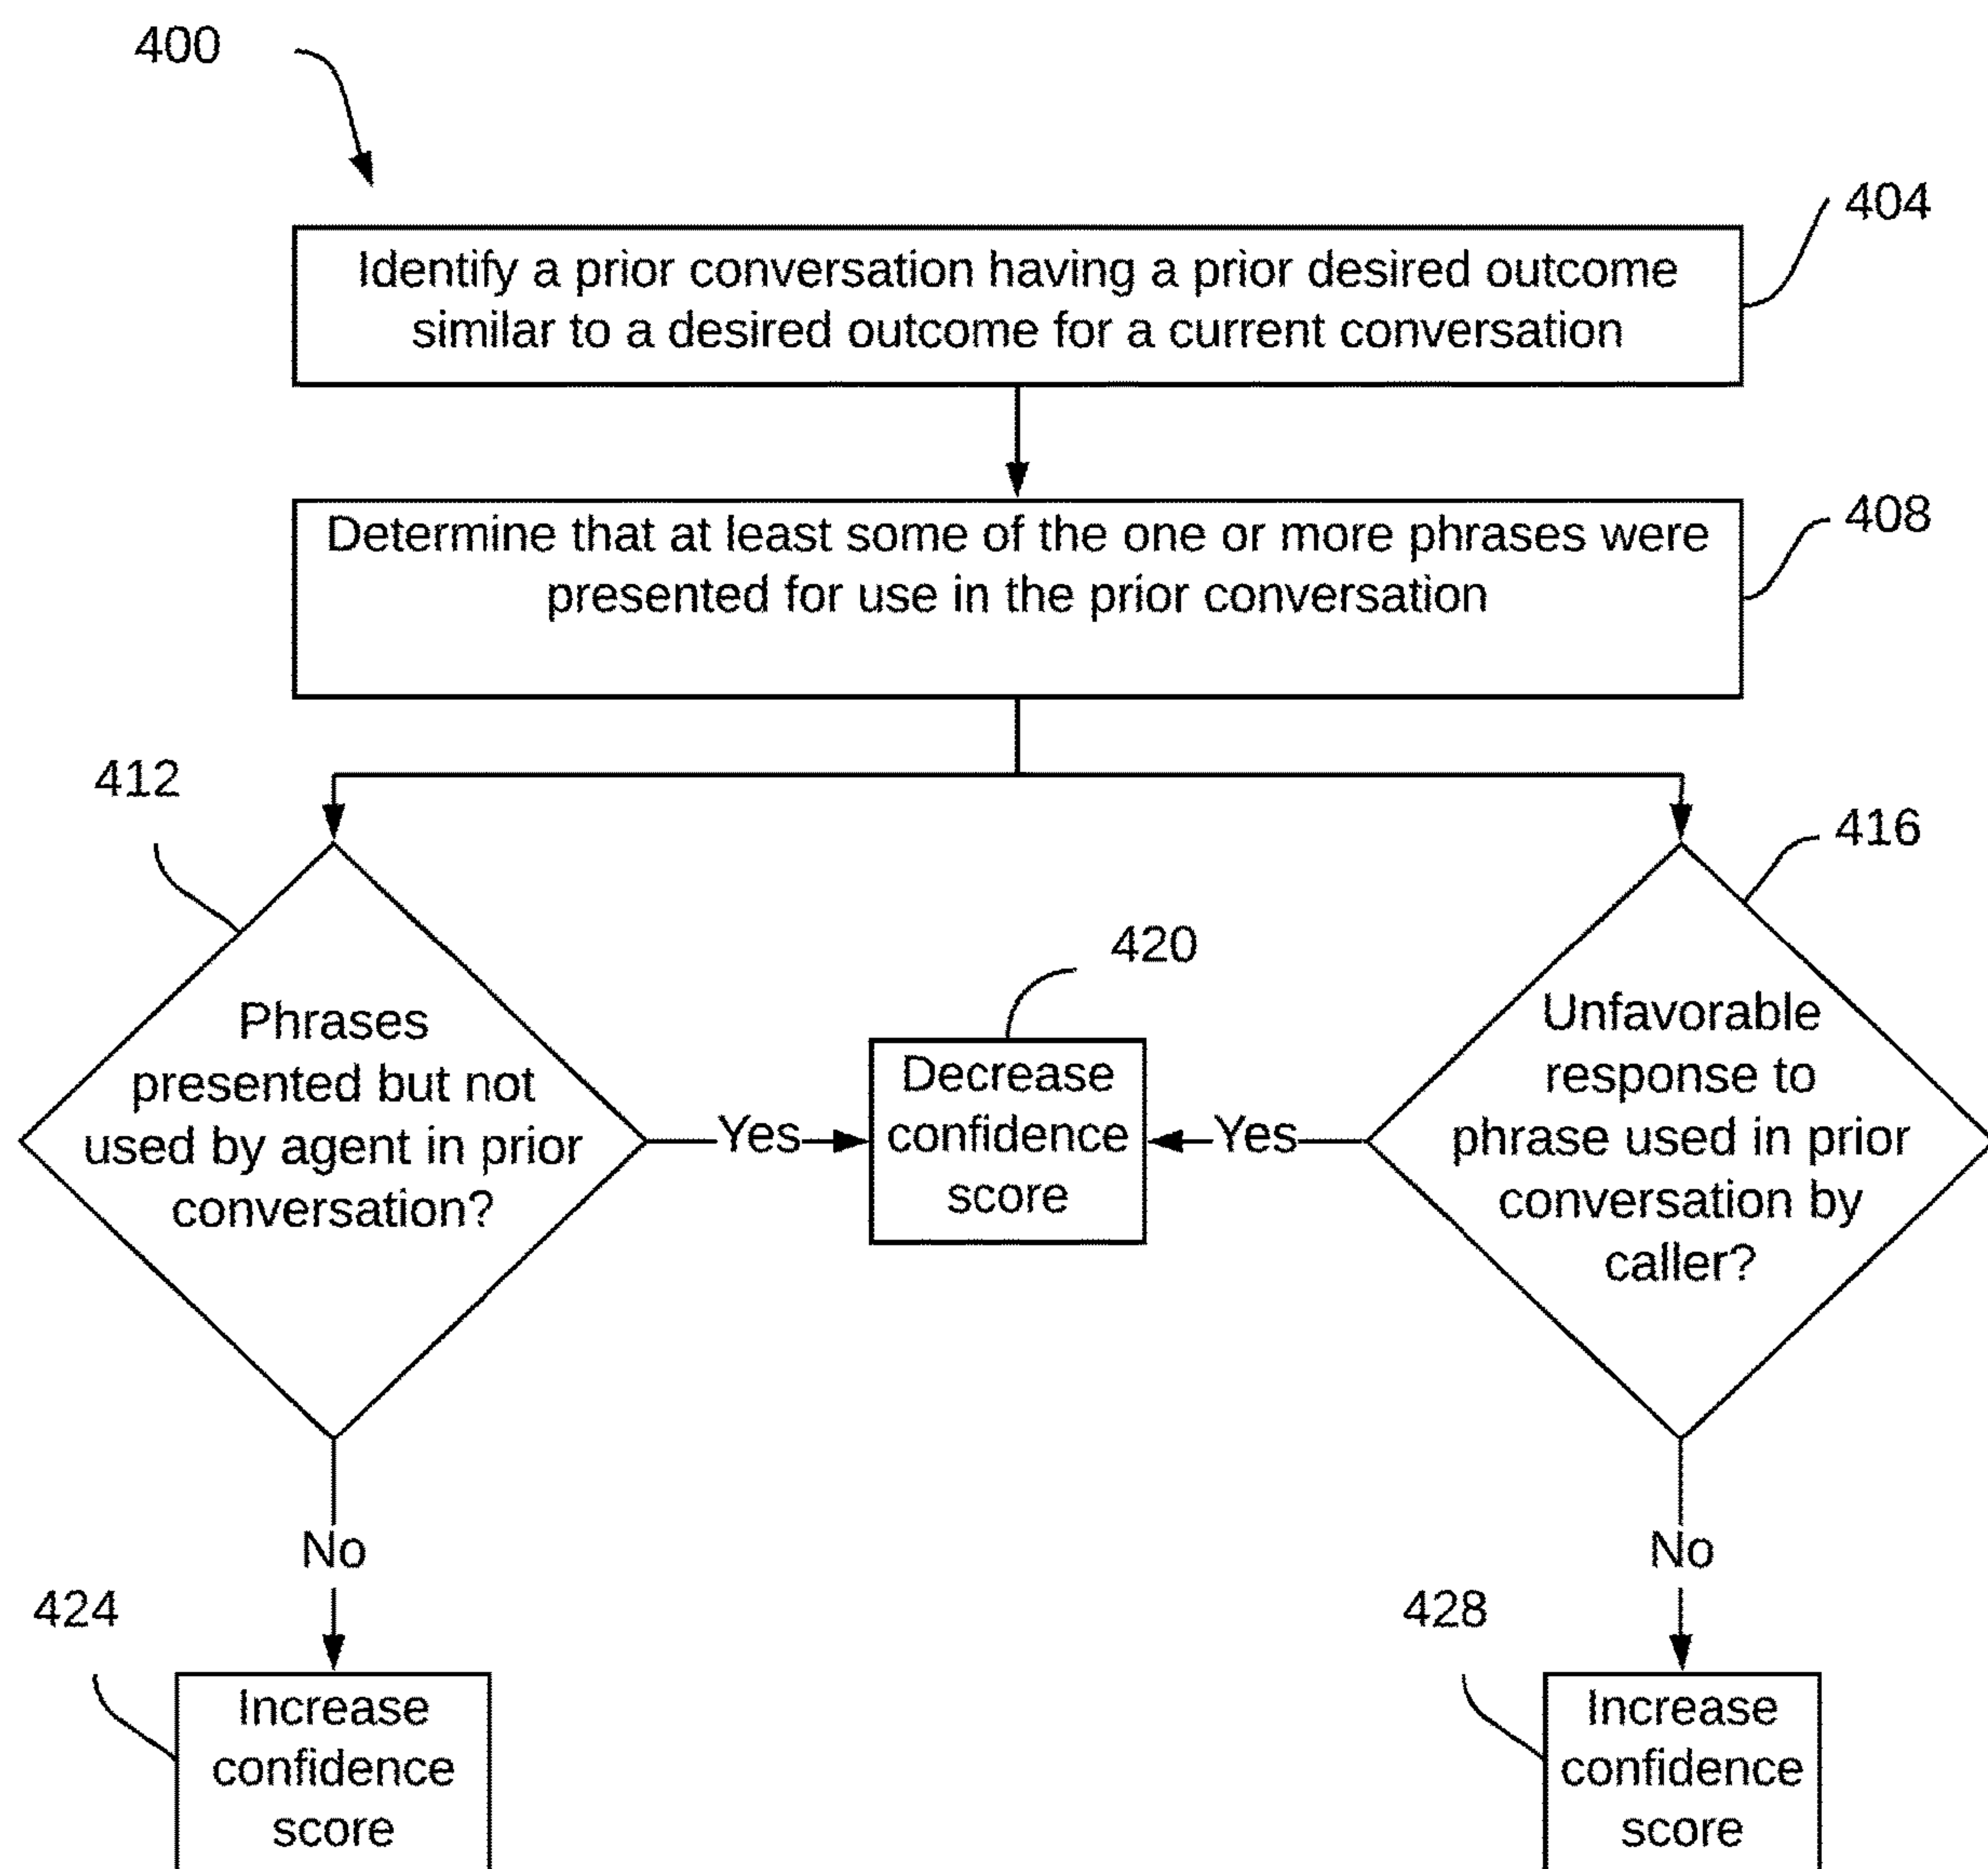 400
404
Identify a prior conversation having a prior desired outcome
similar to a desired outcome for a current conversation
408
Determine that at least some of the one or more phrases were
presented for use in the prior conversation
412
416
Phrases
presented but not
used by agent in prior
conversation?
Yes
420
Decrease
confidence
score
Yes
Unfavorable
response to
phrase used in prior
conversation by
caller?
No
No
424
Increase
confidence
score
428
Increase
confidence
score